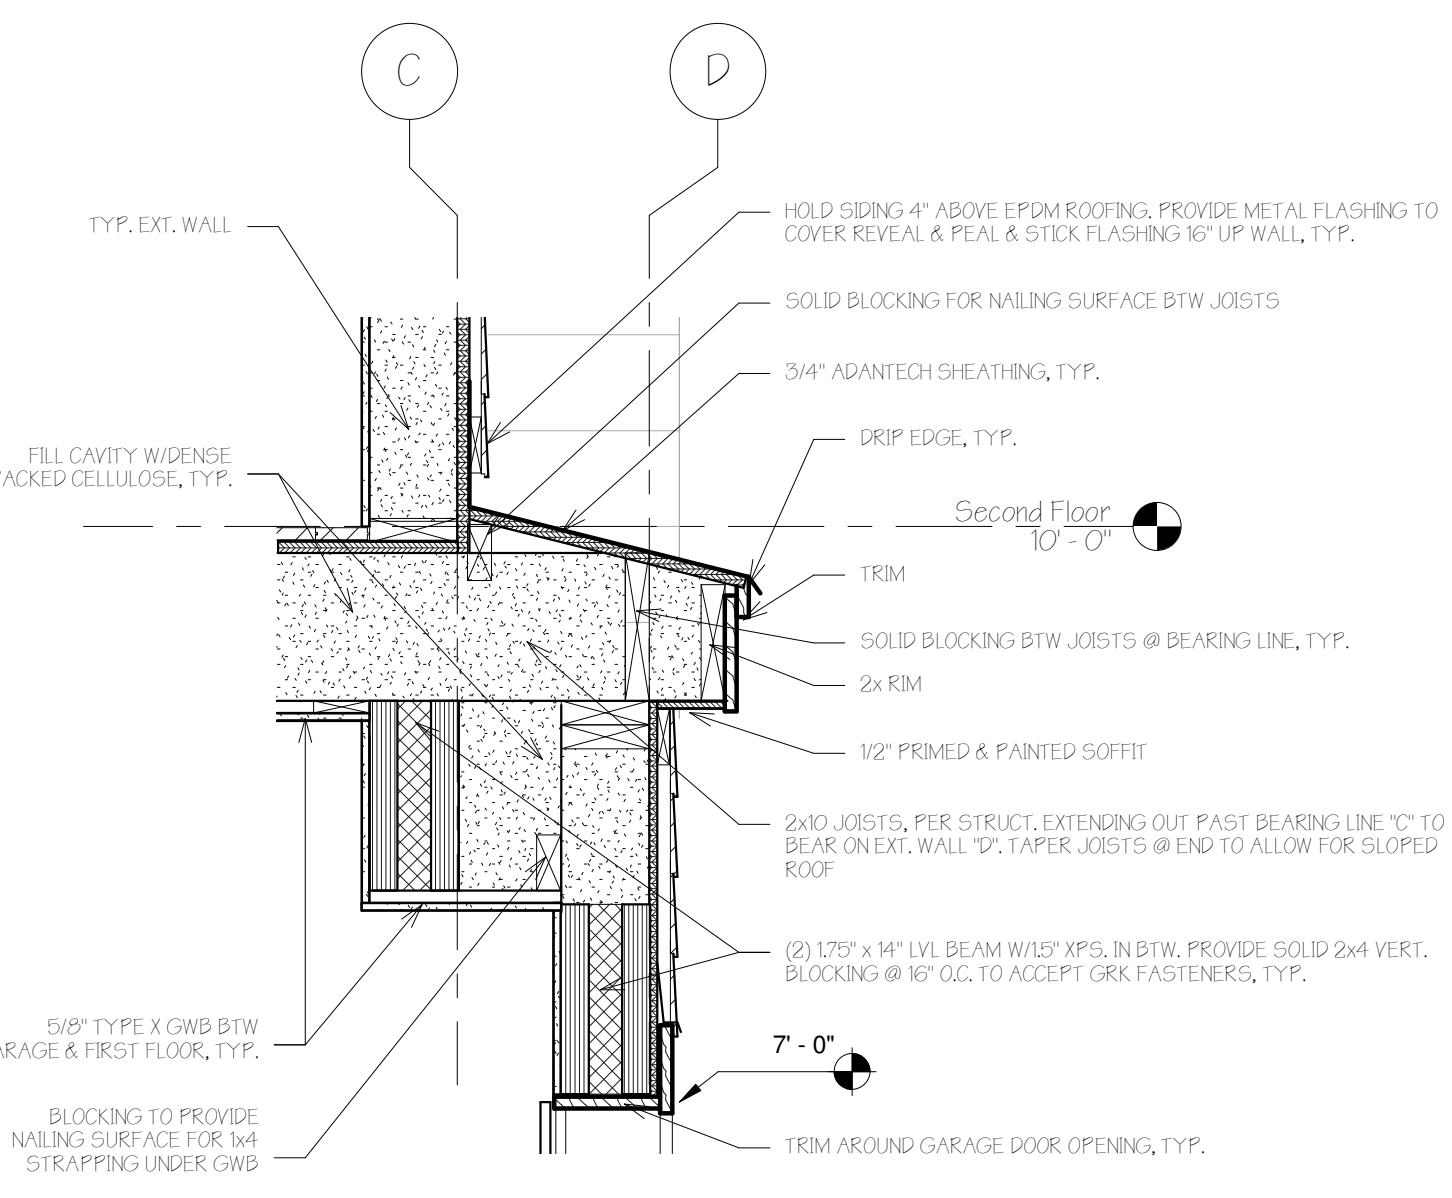 C
D
TYP. EXT. WALL
HOLD SIDING 4" ABOVE EPDM ROOFING. PROVIDE METAL FLASHING TO
COVER REVEAL & PEAL & STICK FLASHING 16" UP WALL, TYP.
SOLID BLOCKING FOR NAILING SURFACE BTW JOISTS
3/4" ADANTECH SHEATHING, TYP.
DRIP EDGE, TYP.
FILL CAVITY W/DENSE
PACKED CELLULOSE, TYP.
Second Floor
10' - 0"
TRIM
SOLID BLOCKING BTW JOISTS @ BEARING LINE, TYP.
2x RIM
1/2" PRIMED & PAINTED SOFFIT
2x10 JOISTS, PER STRUCT. EXTENDING OUT PAST BEARING LINE "C" TO
BEAR ON EXT. WALL "D". TAPER JOISTS @ END TO ALLOW FOR SLOPED
ROOF
(2) 1.75" x 14" LVL BEAM W/1.5" XPS. IN BTW. PROVIDE SOLID 2x4 VERT.
BLOCKING @ 16" O.C. TO ACCEPT GRK FASTENERS, TYP.
5/8" TYPE X GWB BTW
ARAGE & FIRST FLOOR, TYP.
7' - 0"
BLOCKING TO PROVIDE
NAILING SURFACE FOR 1x4
STRAPPING UNDER GWB
TRIM AROUND GARAGE DOOR OPENING, TYP.